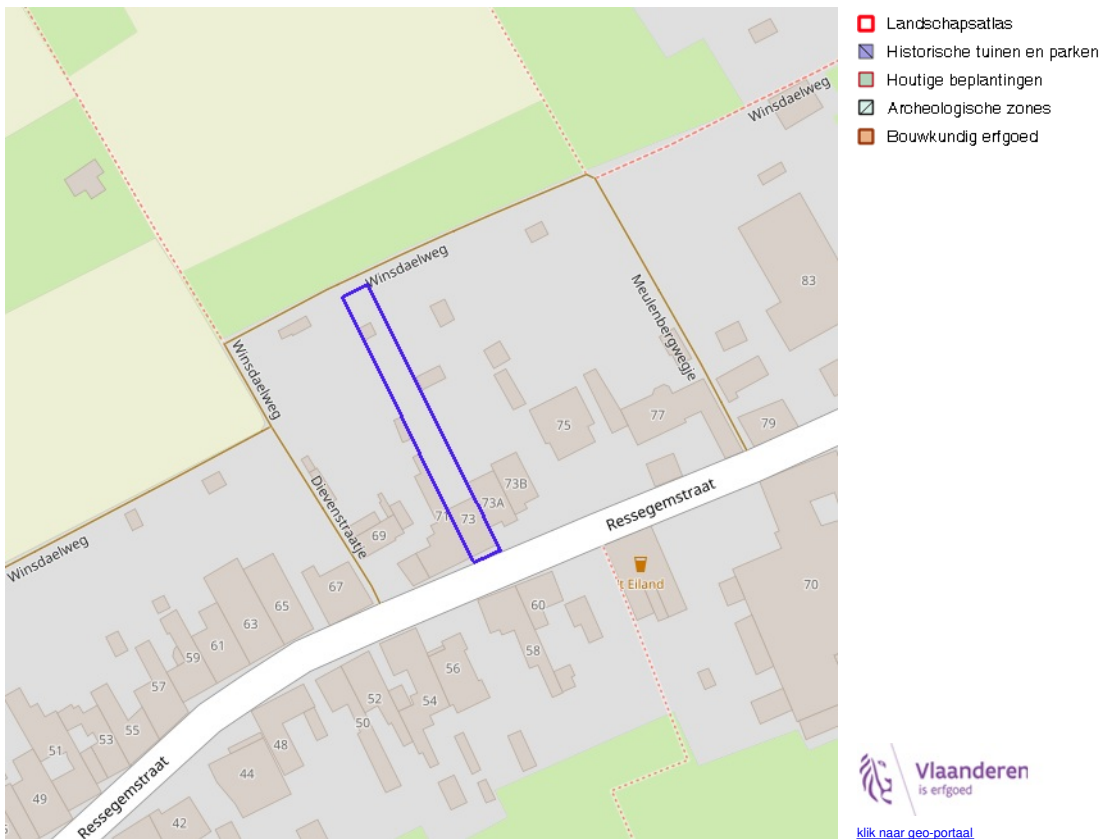 Landschapsatlas
Historische tuinen en parken
Houtige beplantingen
Archeologische zones
Bouwkundig erfgoed
Winsdaelweg
Winsdaelweg
83
Meulenbergwegje
Winsdaelweg
75
77
79
73B
73A
73
71
69
Dievenstraatje
Ressegemstraat
Winsdaelweg
67
't Eiland
70
65
63
61
59
57
55
53
51
49
60
58
56
54
52
50
48
44
42
Ressegemstraat
Vlaanderen
is erfgoed
klik naar geo-portaal